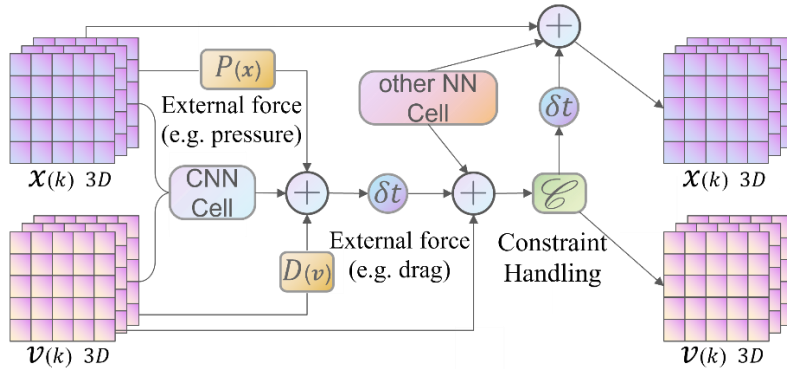 P(x)
External force
(e.g. pressure)
other NN
Cell
δt
x(k) 3D
x(k) 3D
CNN
Cell
+
+
δt
+
𝒞
D(v)
External force
(e.g. drag)
Constraint
Handling
v(k) 3D
v(k) 3D